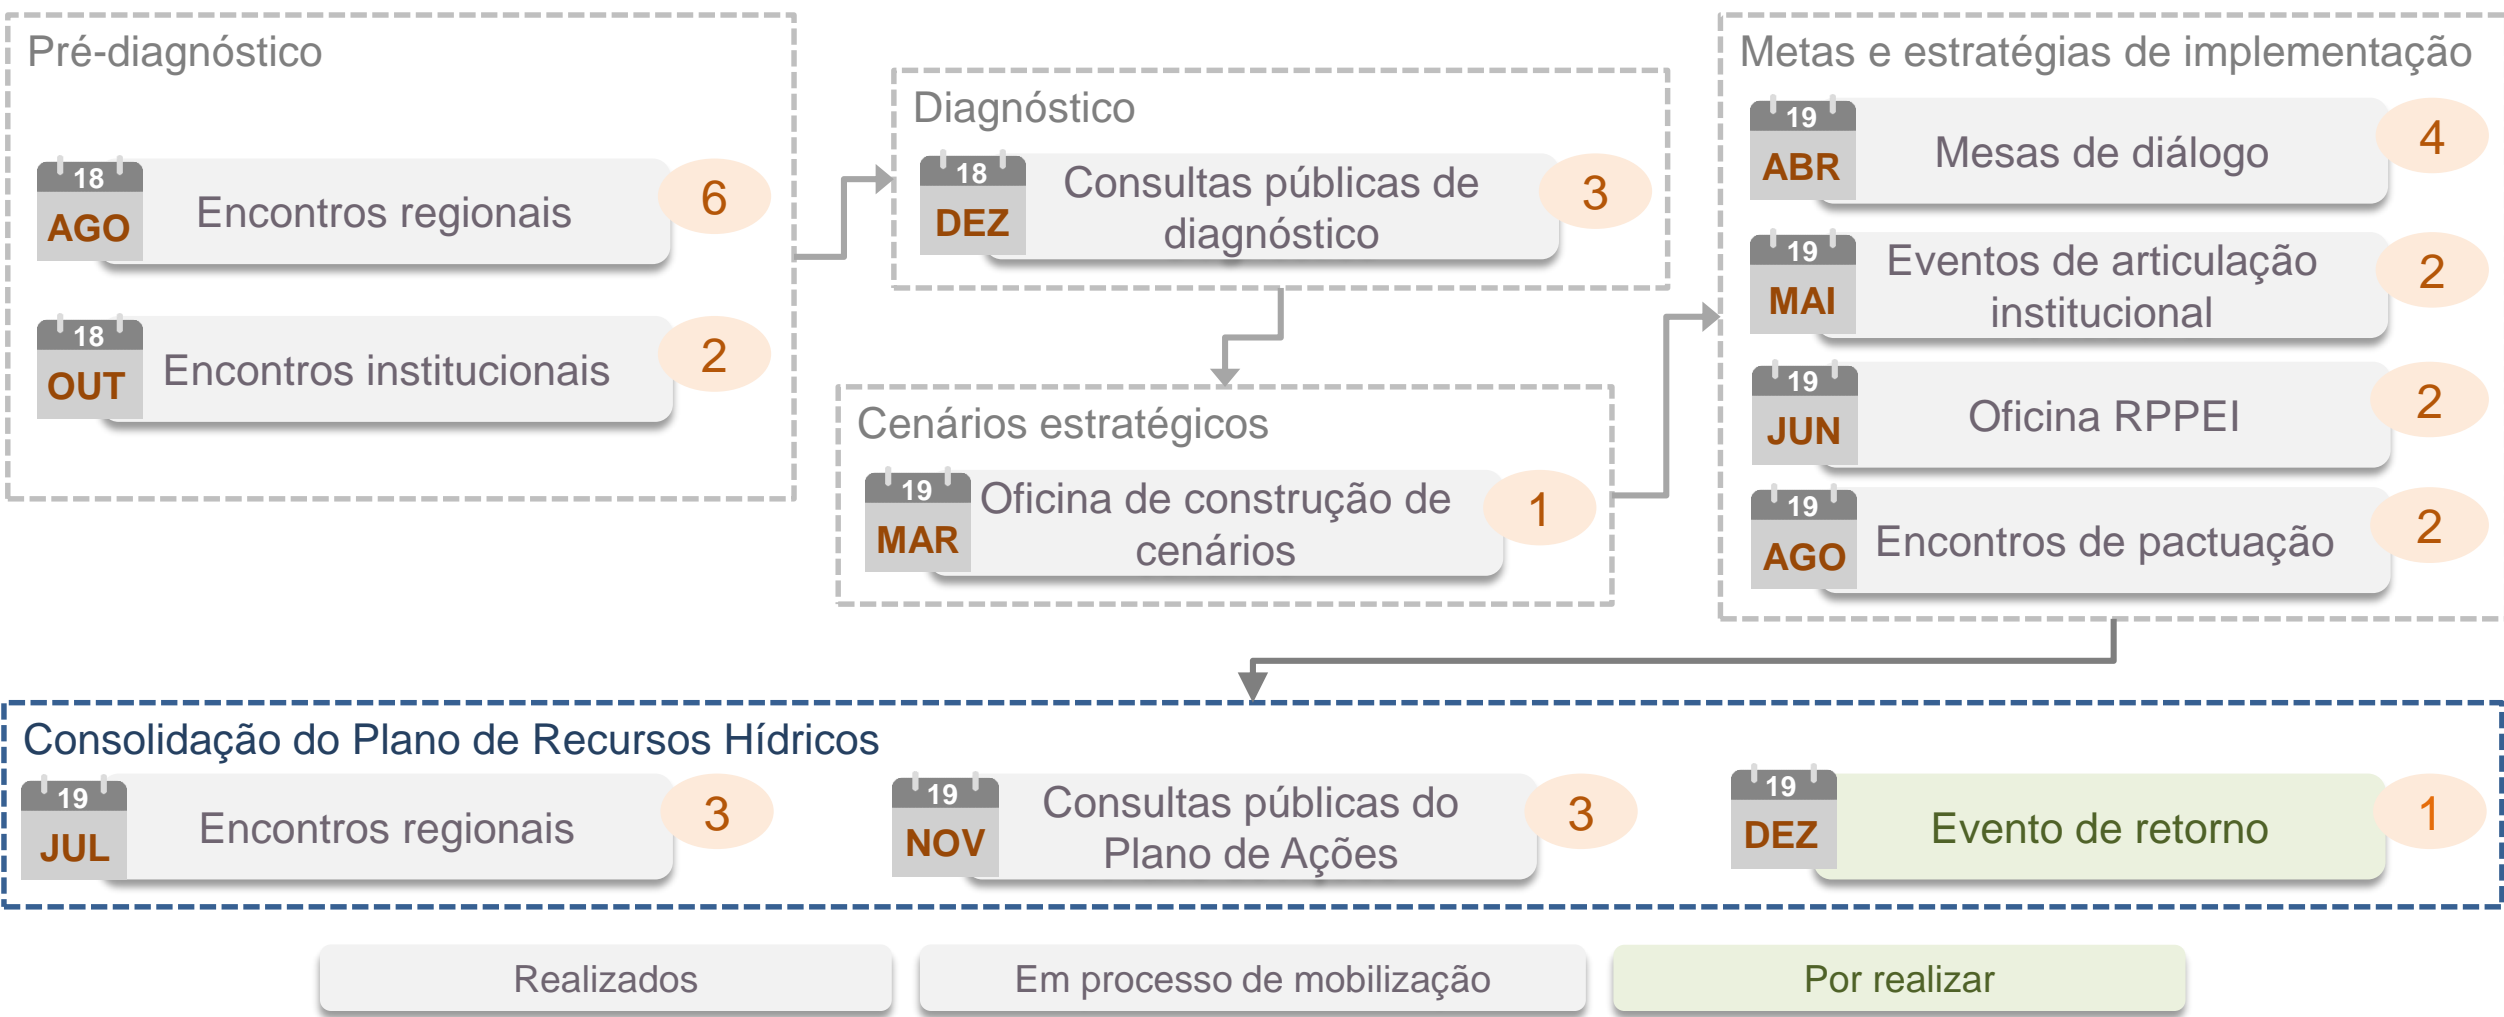 Pré-diagnóstico
18
AGO
Encontros regionais
6
18
OUT
Encontros institucionais
2
Diagnóstico
18
DEZ
Consultas públicas de
diagnóstico
3
Cenários estratégicos
19
MAR
Oficina de construção de
cenários
1
Metas e estratégias de implementação
19
ABR
Mesas de diálogo
4
19
MAI
Eventos de articulação
institucional
2
19
JUN
Oficina RPPEI
2
19
AGO
Encontros de pactuação
2
Consolidação do Plano de Recursos Hídricos
19
JUL
Encontros regionais
3
19
NOV
Consultas públicas do
Plano de Ações
3
19
DEZ
Evento de retorno
1
Realizados
Em processo de mobilização
Por realizar